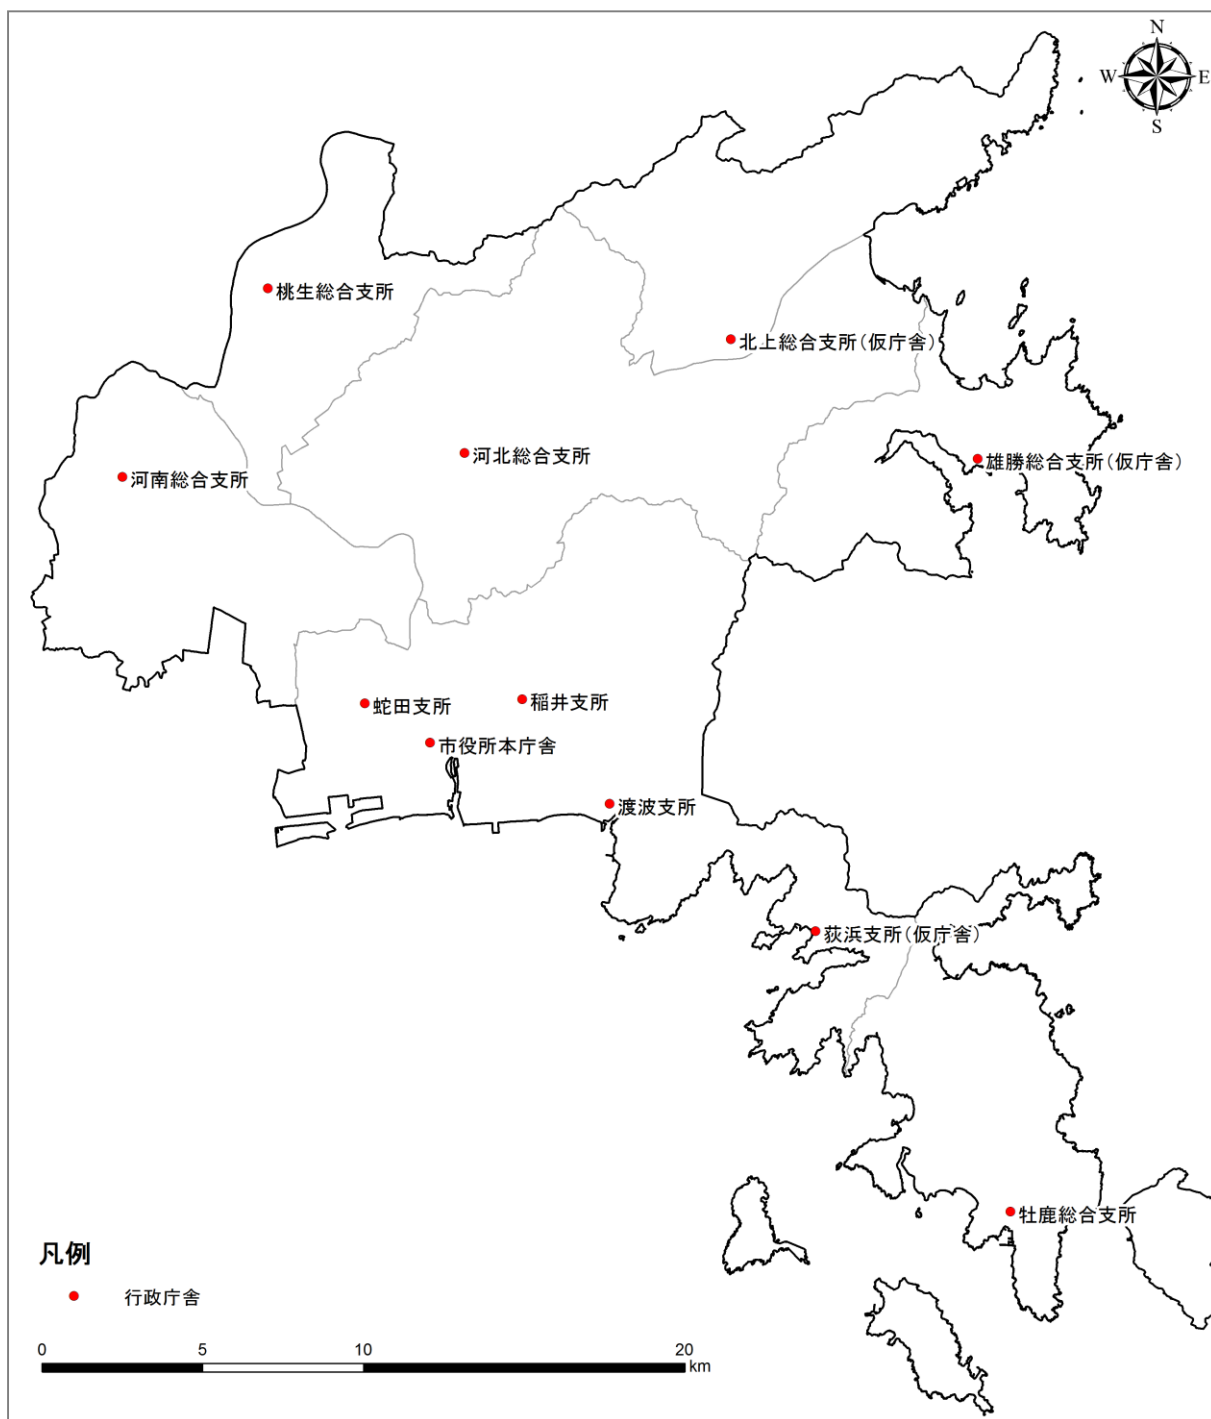 N
W E
S
桃生総合支所
北上総合支所(仮庁舎)
河北総合支所
雄勝総合支所(仮庁舎)
河南総合支所
稲井支所
蛇田支所
市役所本庁舎
渡波支所
荻浜支所(仮庁舎)
牡鹿総合支所
凡例
行政庁舎
0 5 10 20
km